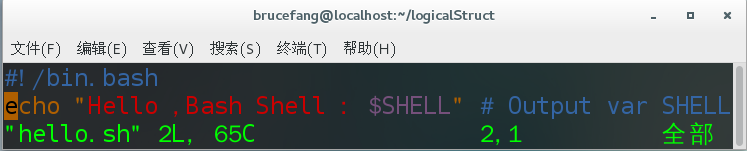 brucefang@localhost:~/logicalStruct
文件(F) 编辑(E) 查看(V) 搜索(S) 终端(T) 帮助(H)
#! /bin.bash
echo "Hello ,Bash Shell : $SHELL" # Output var SHELL
"hello.sh" 2L, 65C 2,1 全部